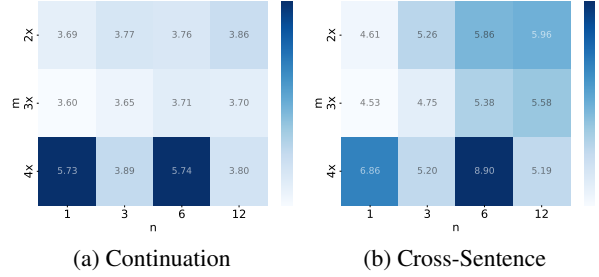 2x 3.69 3.77 3.76 3.86
m 3x 3.60 3.65 3.71 3.70
4x 5.73 3.89 5.74 3.80
1 3 6 12
n
(a) Continuation
2x 4.61 5.26 5.86 5.96
m 3x 4.53 4.75 5.38 5.58
4x 6.86 5.20 8.90 5.19
1 3 6 12
n
(b) Cross-Sentence